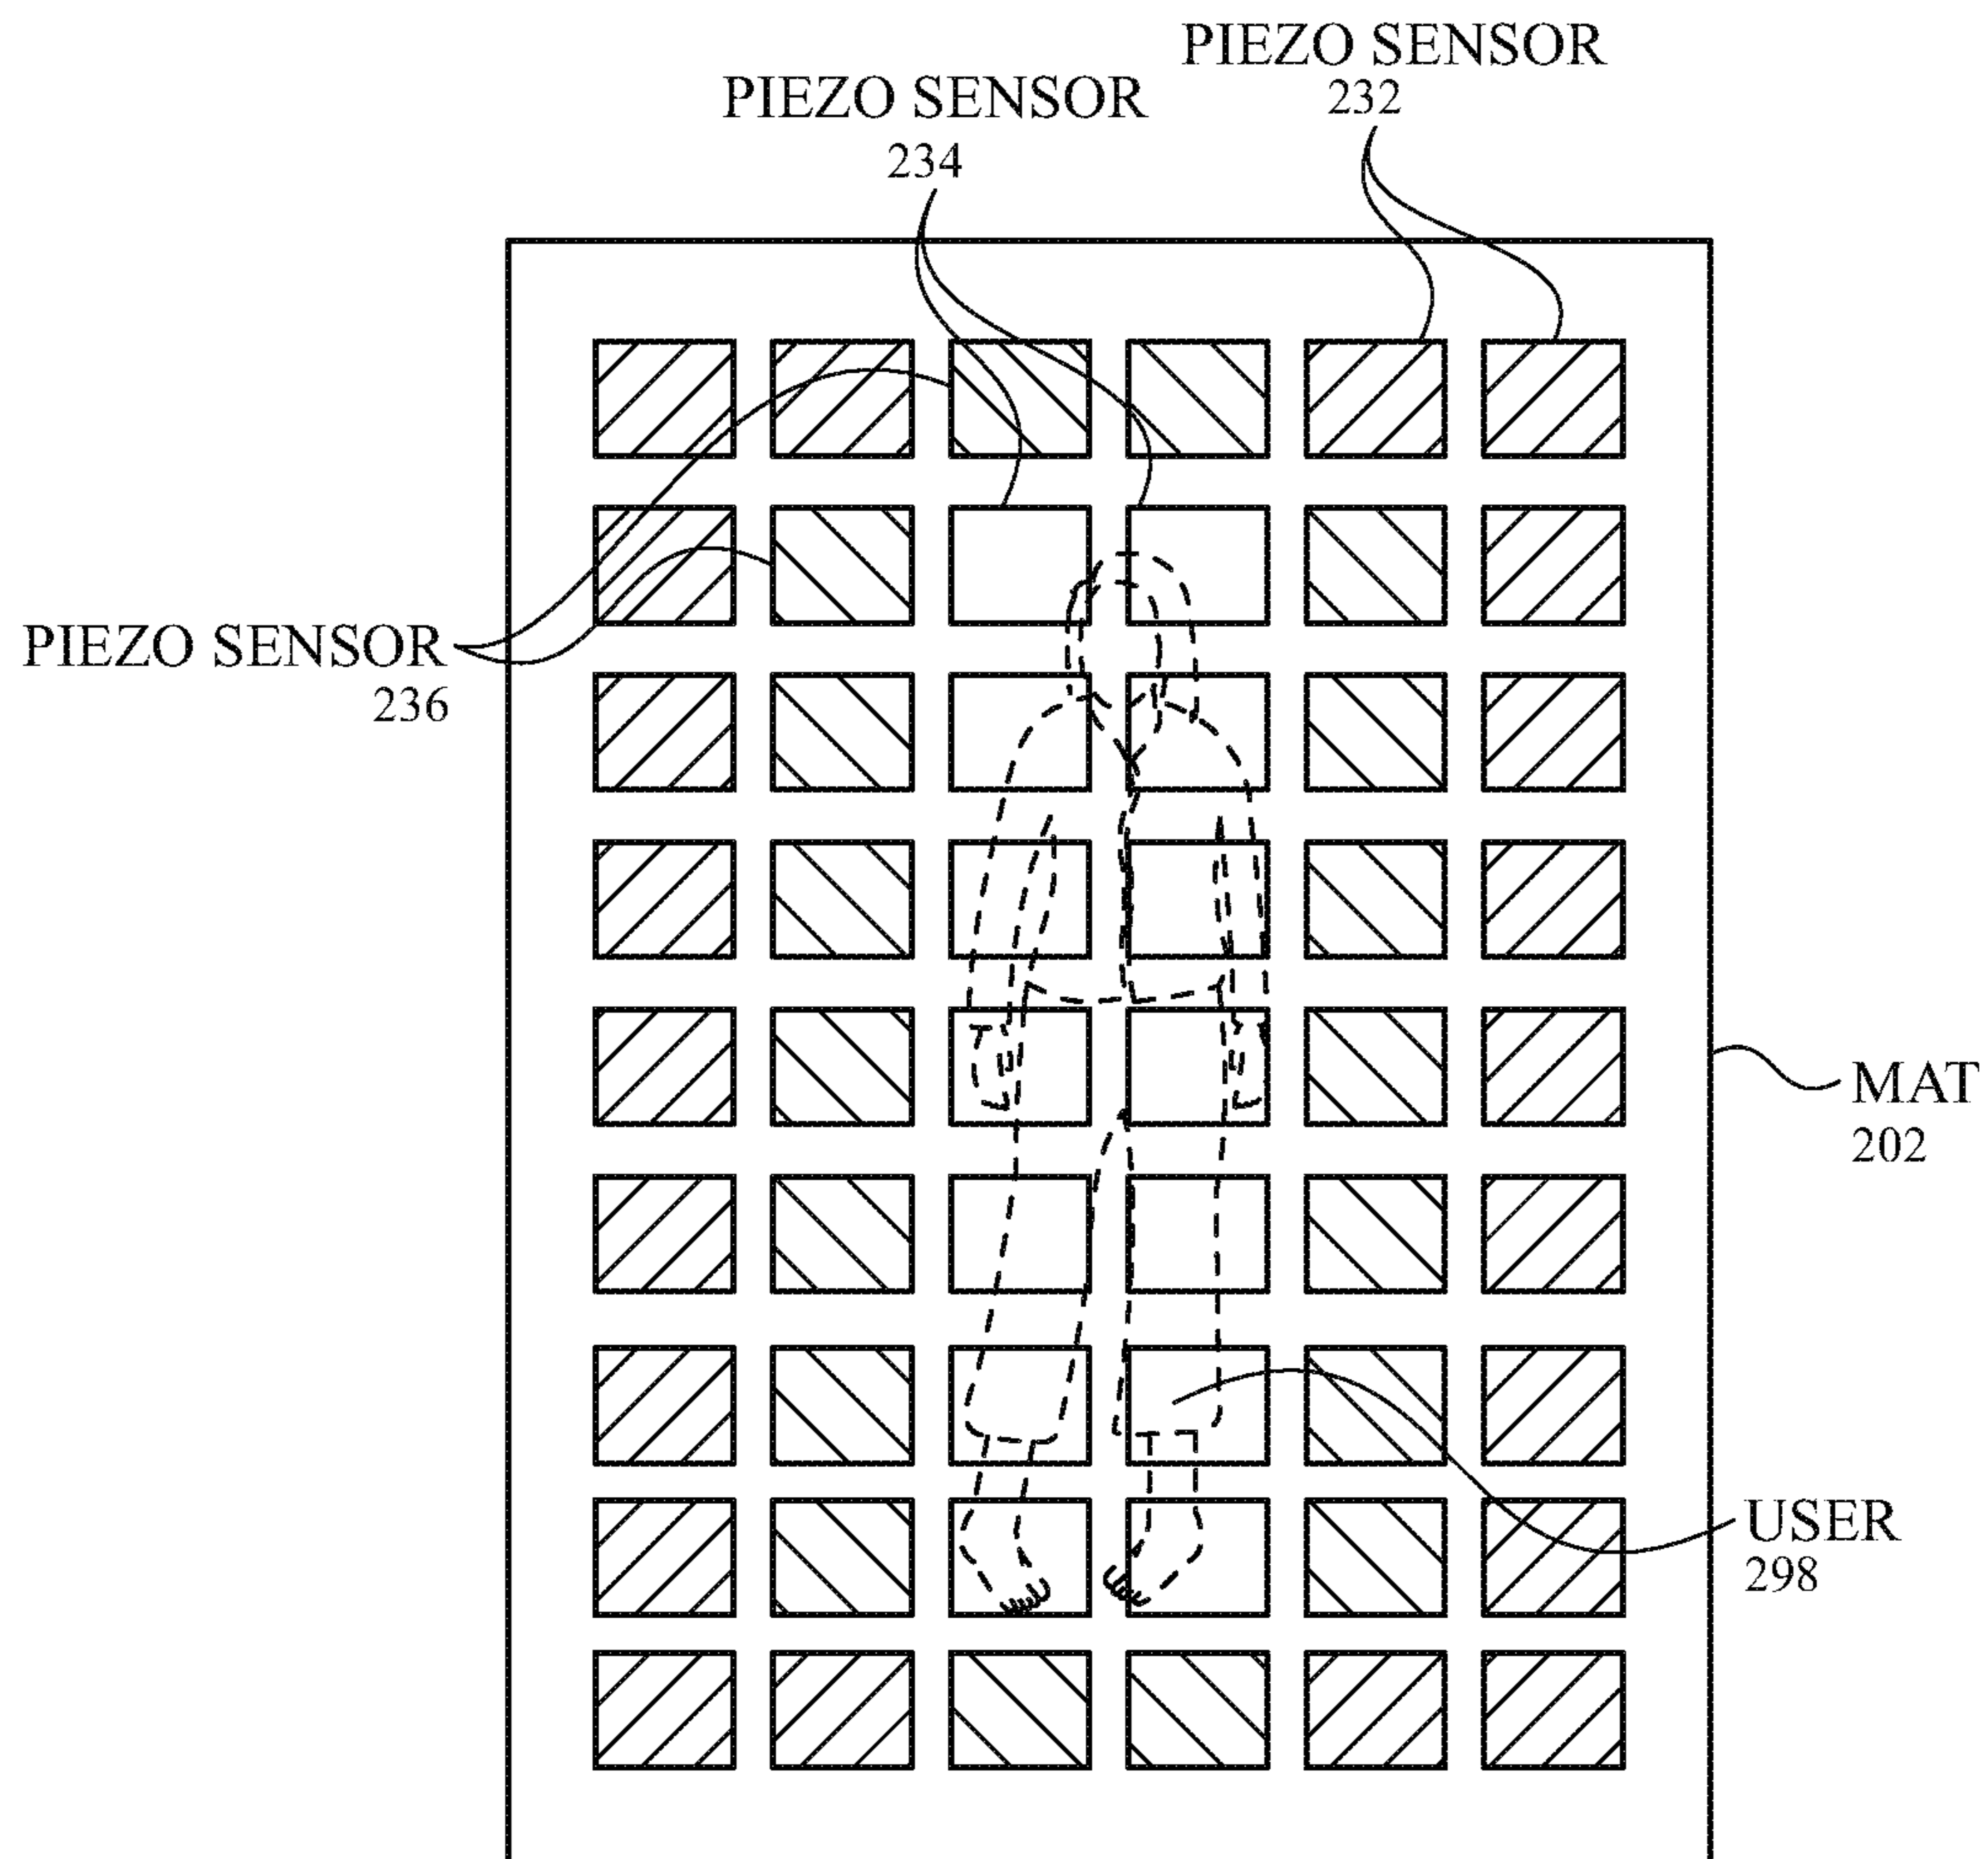 PIEZO SENSOR
232
PIEZO SENSOR
234
PIEZO SENSOR
236
MAT
202
USER
298